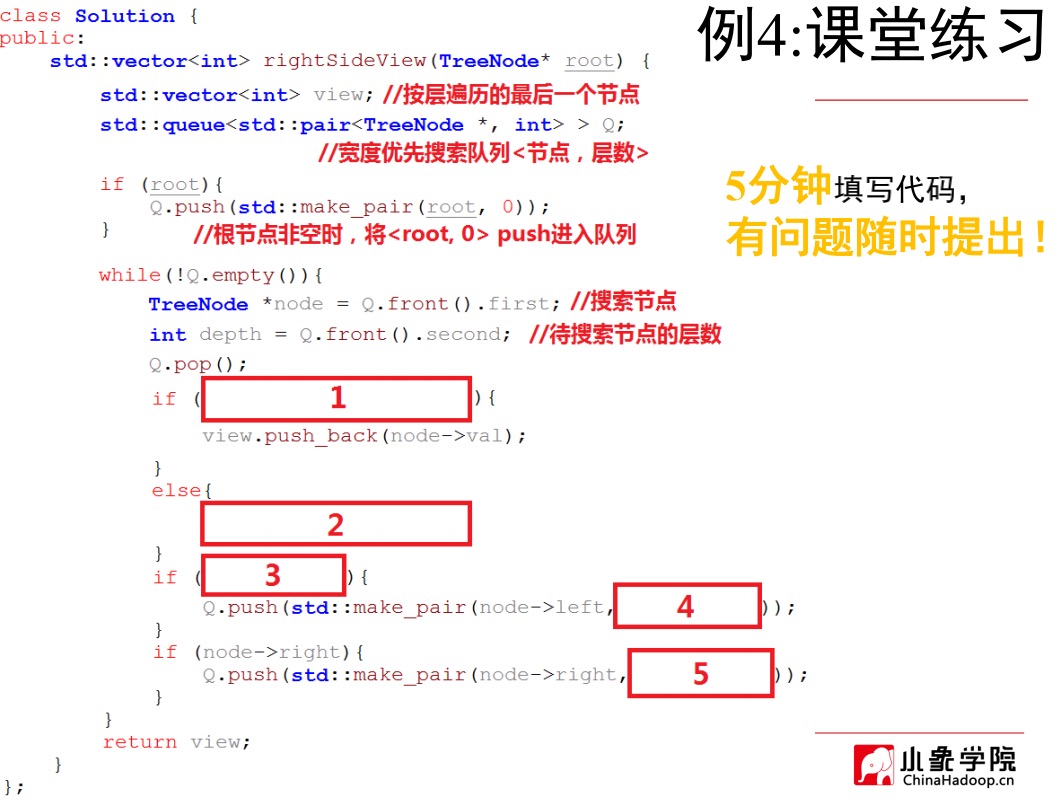 例4:课堂练习
class Solution {
public:
std::vector<int> rightSideView(TreeNode* root) {
std::vector<int> view; //按层遍历的最后一个节点
std::queue<std::pair<TreeNode *, int> > Q;
//宽度优先搜索队列<节点，层数>
if (root){
Q.push(std::make_pair(root, 0));
} //根节点非空时，将<root, 0> push进入队列
while(!Q.empty()){
TreeNode *node = Q.front().first; //搜索节点
int depth = Q.front().second; //待搜索节点的层数
Q.pop();
if ( 1 ){
view.push_back(node->val);
}
else{
2
}
if ( 3 ){
Q.push(std::make_pair(node->left, 4 ));
}
if (node->right){
Q.push(std::make_pair(node->right, 5 ));
}
}
return view;
}
};
5分钟填写代码，
有问题随时提出！
小象学院
ChinaHadoop.cn